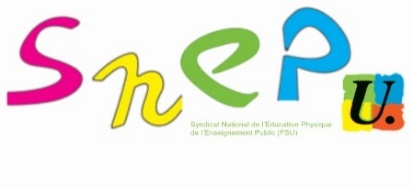 SnEP U.
Syndicat National de l'Education Physique
de l'Enseignement Public (FSU)